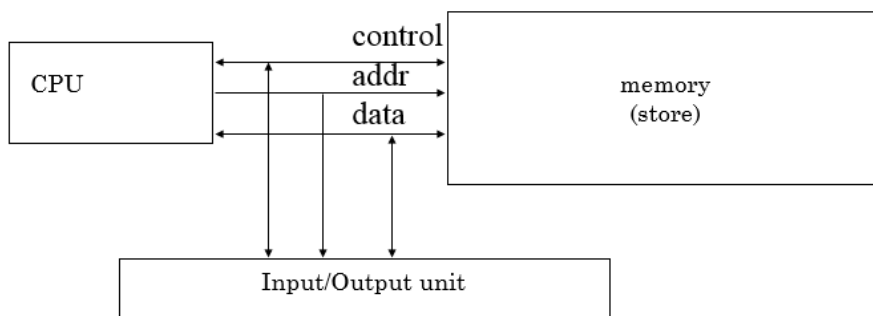 control
CPU
addr
data
memory
(store)
Input/Output unit